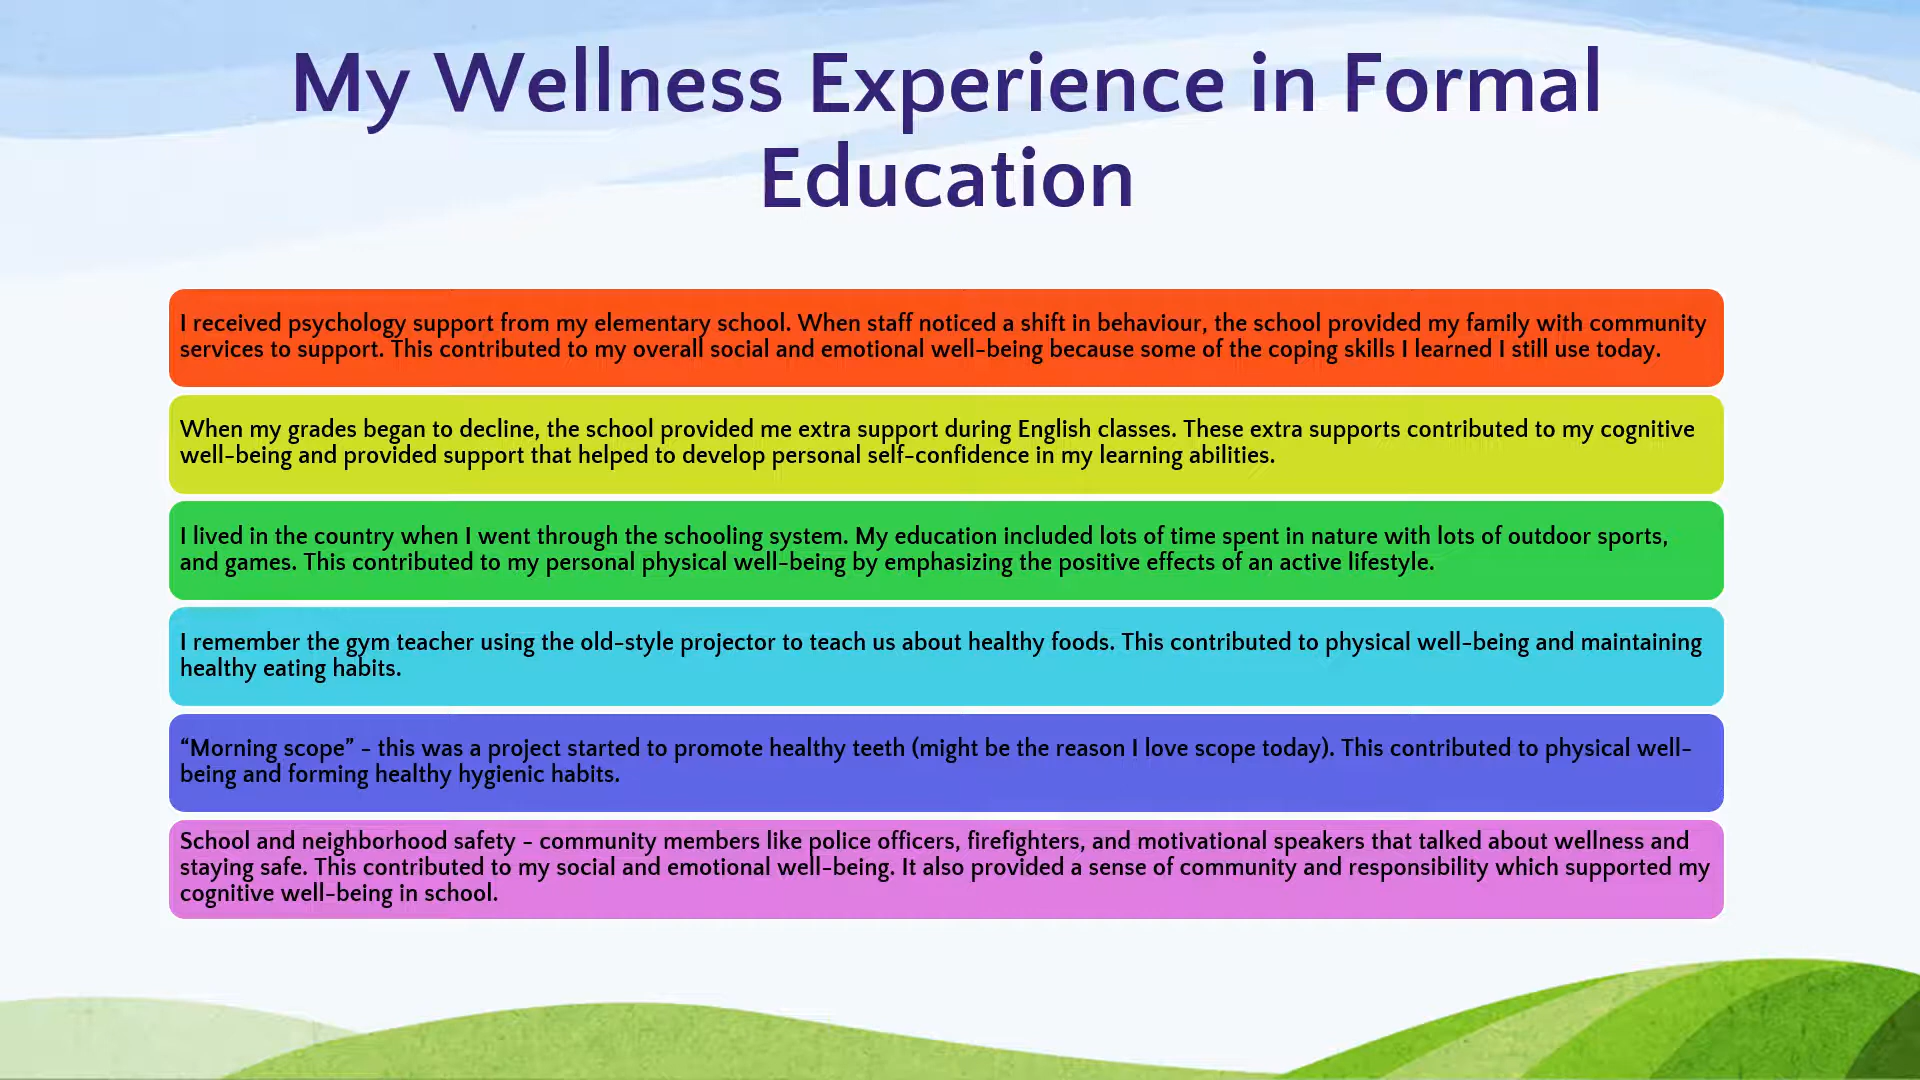 My Wellness Experience in Formal
Education
I received psychology support from my elementary school. When staff noticed a shift in behaviour, the school provided my family with community
services to support. This contributed to my overall social and emotional well-being because some of the coping skills I learned I still use today.
When my grades began to decline, the school provided me extra support during English classes. These extra supports contributed to my cognitive
well-being and provided support that helped to develop personal self-confidence in my learning abilities.
I lived in the country when I went through the schooling system. My education included lots of time spent in nature with lots of outdoor sports,
and games. This contributed to my personal physical well-being by emphasizing the positive effects of an active lifestyle.
I remember the gym teacher using the old-style projector to teach us about healthy foods. This contributed to physical well-being and maintaining
healthy eating habits.
“Morning scope” - this was a project started to promote healthy teeth (might be the reason I love scope today). This contributed to physical well-
being and forming healthy hygienic habits.
School and neighborhood safety - community members like police officers, firefighters, and motivational speakers that talked about wellness and
staying safe. This contributed to my social and emotional well-being. It also provided a sense of community and responsibility which supported my
cognitive well-being in school.